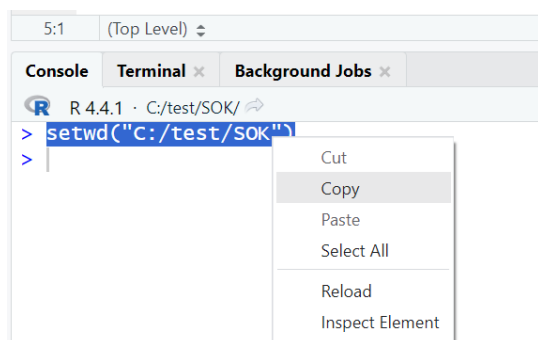 5:1 (Top Level)
Console Terminal × Background Jobs ×
R R 4.4.1 · C:/test/SOK/
> setwd("C:/test/SOK")
>
Cut
Copy
Paste
Select All
Reload
Inspect Element